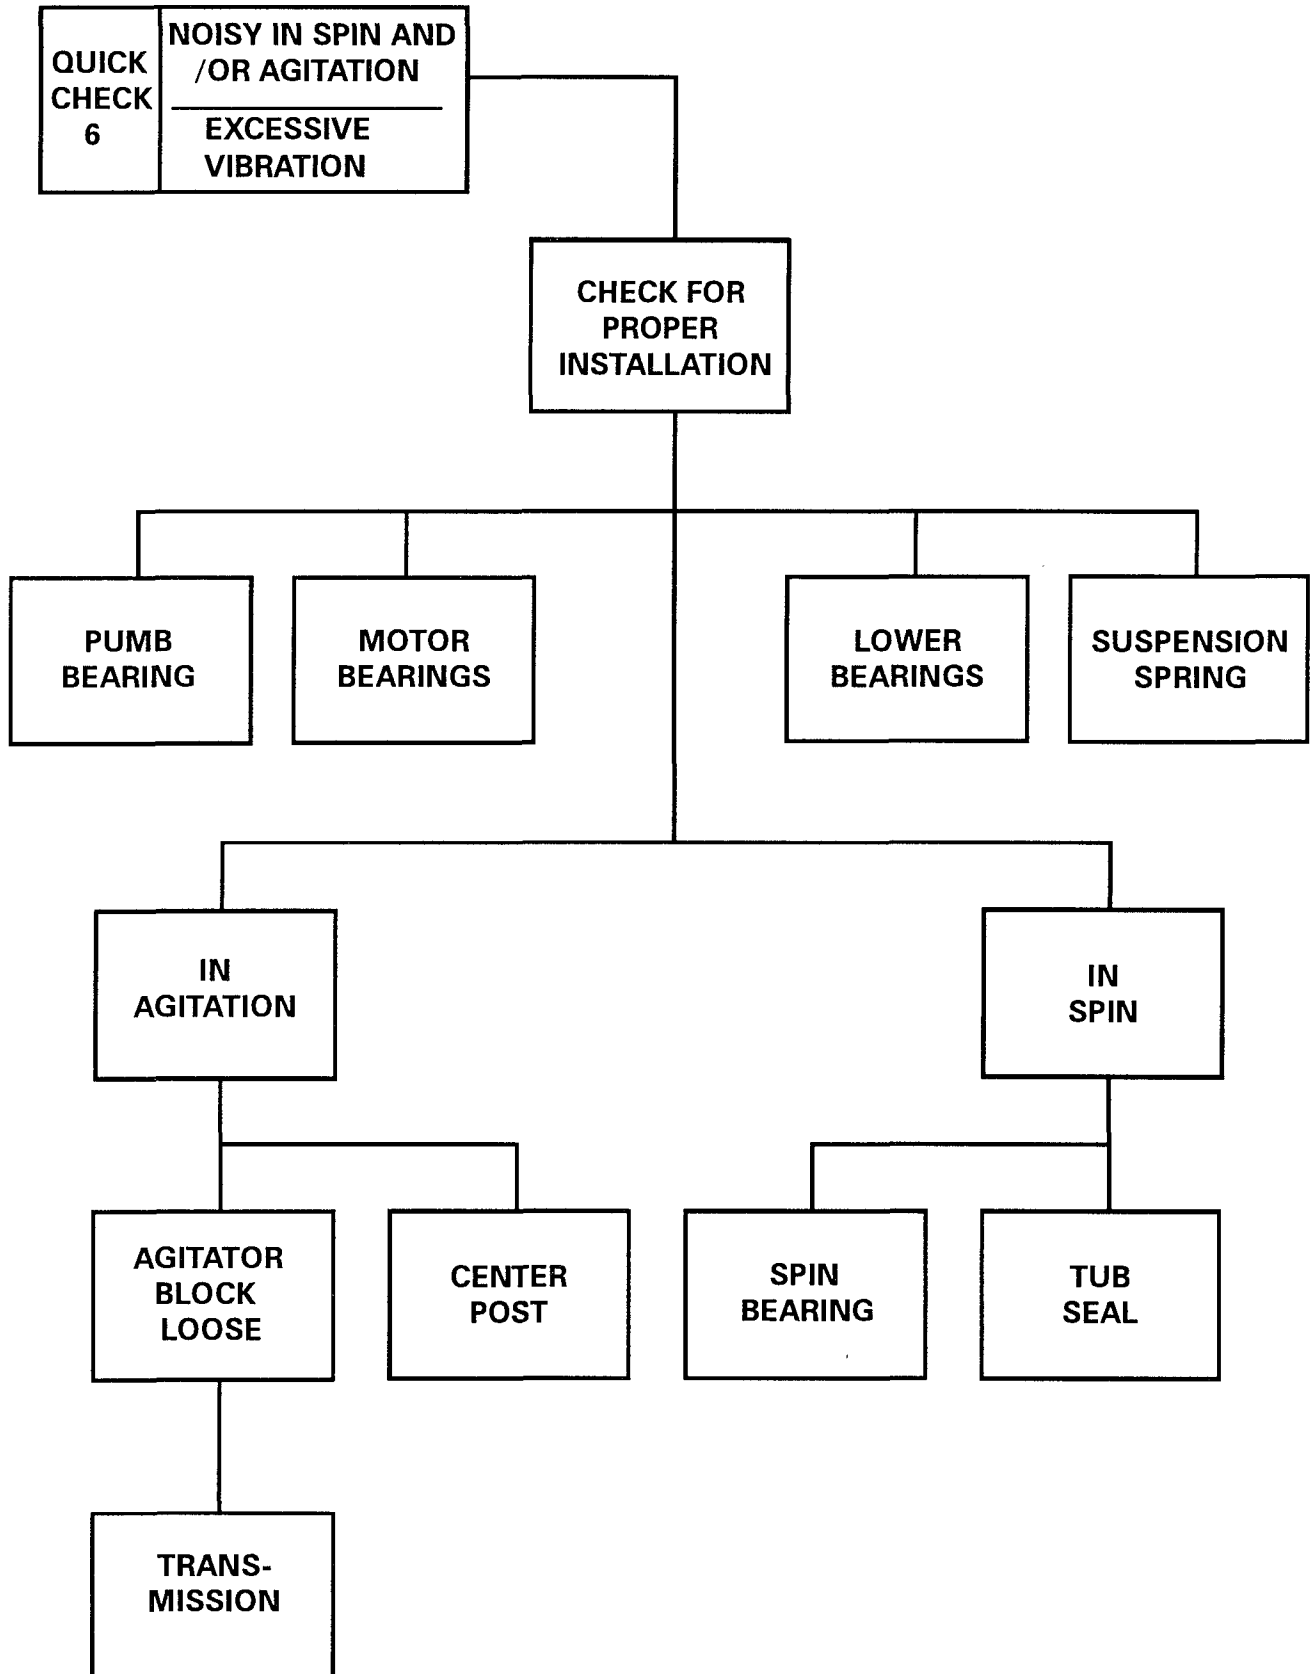 QUICK
CHECK
6
NOISY IN SPIN AND
/OR AGITATION
EXCESSIVE
VIBRATION
CHECK FOR
PROPER
INSTALLATION
PUMB
BEARING
MOTOR
BEARINGS
LOWER
BEARINGS
SUSPENSION
SPRING
IN
AGITATION
IN
SPIN
AGITATOR
BLOCK
LOOSE
CENTER
POST
SPIN
BEARING
TUB
SEAL
TRANS-
MISSION